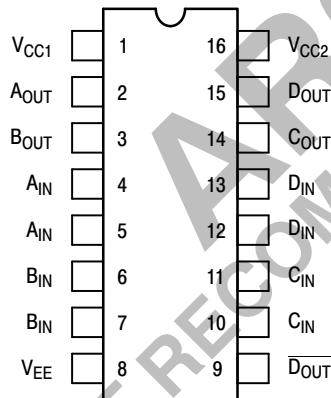 VCC1 1 16 VCC2
AOUT 2 15 DOUT
BOUT 3 14 COUT
AIN 4 13 DIN
AIN 5 12 DIN
BIN 6 11 CIN
BIN 7 10 CIN
VEE 8 9 D̅O̅U̅T̅